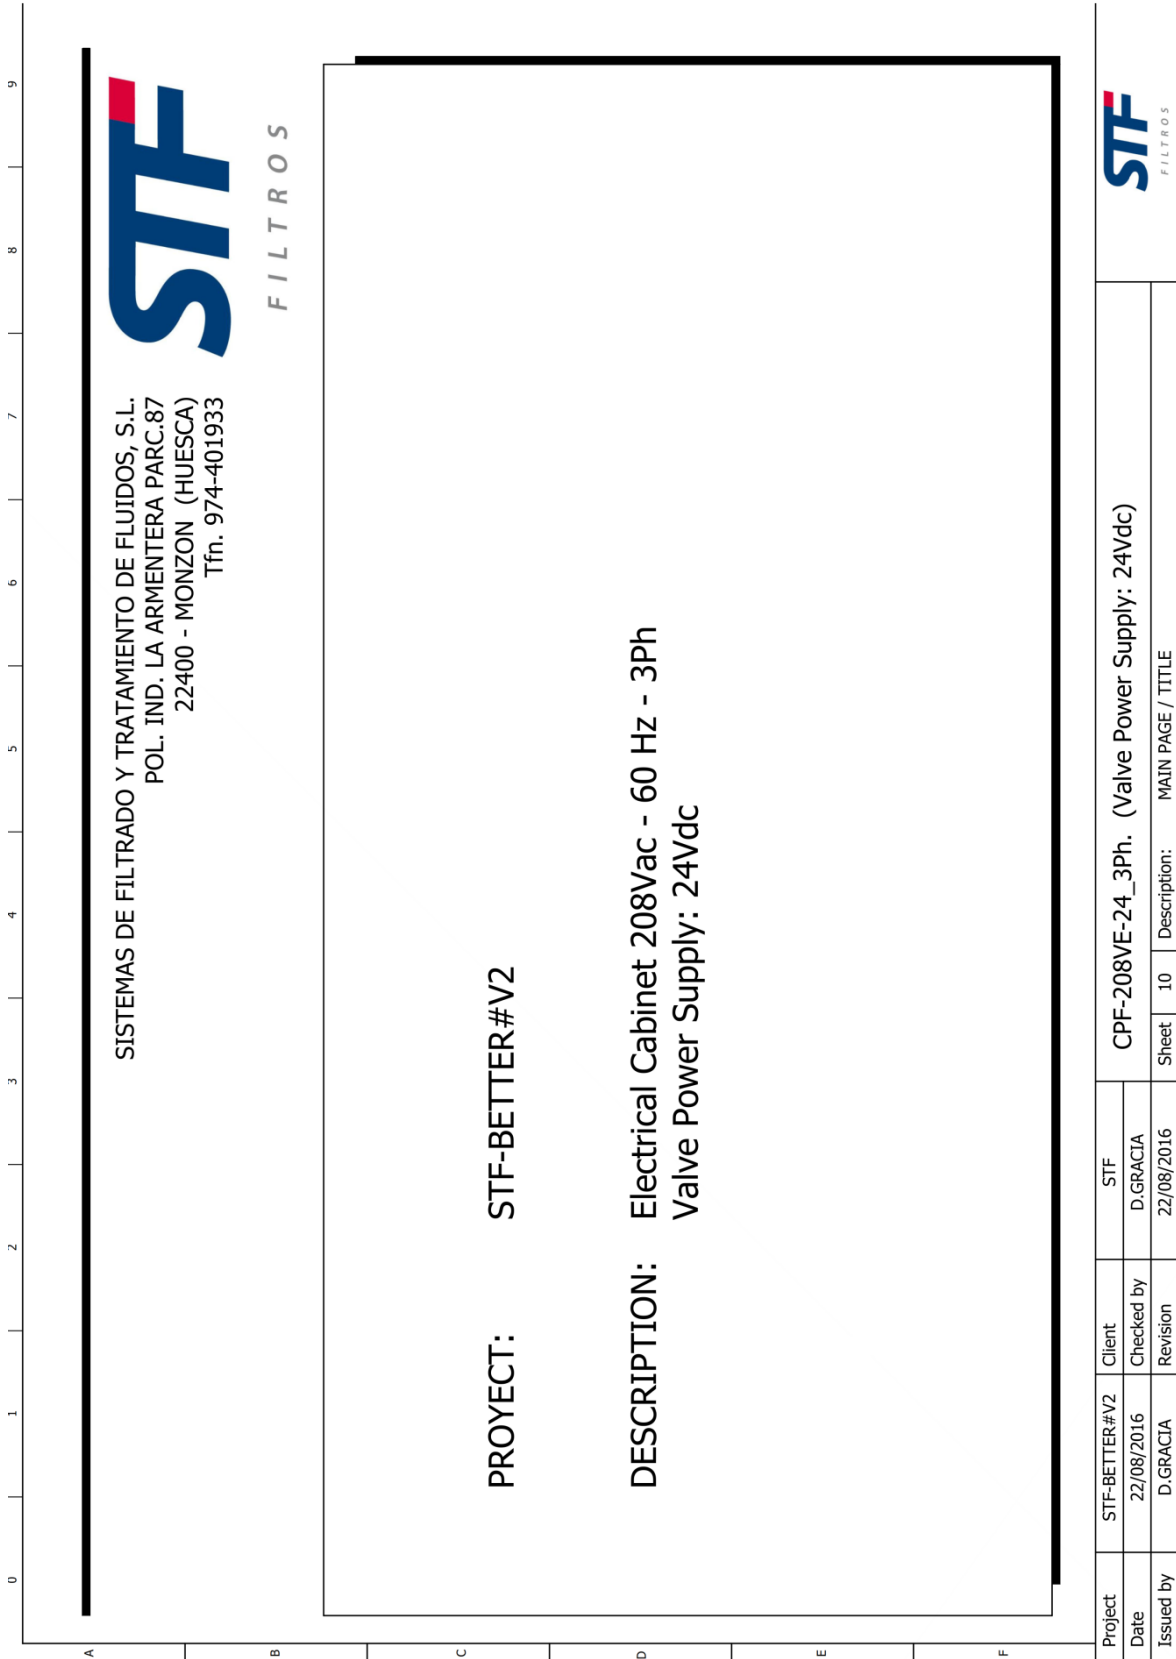 0 1 2 3 4 5 6 7 8 9
SISTEMAS DE FILTRADO Y TRATAMIENTO DE FLUIDOS, S.L.
POL. IND. LA ARMENTERA PARC.87
22400 - MONZON (HUESCA)
Tfn. 974-401933
STF
FILTROS
A
B
C
D
E
F
PROYECT: STF-BETTER#V2
DESCRIPTION: Electrical Cabinet 208Vac - 60 Hz - 3Ph
Valve Power Supply: 24Vdc
Project STF-BETTER#V2 Client STF
Date 22/08/2016 Checked by D.GRACIA
Issued by D.GRACIA Revision 22/08/2016
CPF-208VE-24_3Ph. (Valve Power Supply: 24Vdc)
Sheet 10 Description: MAIN PAGE / TITLE
STF
FILTROS